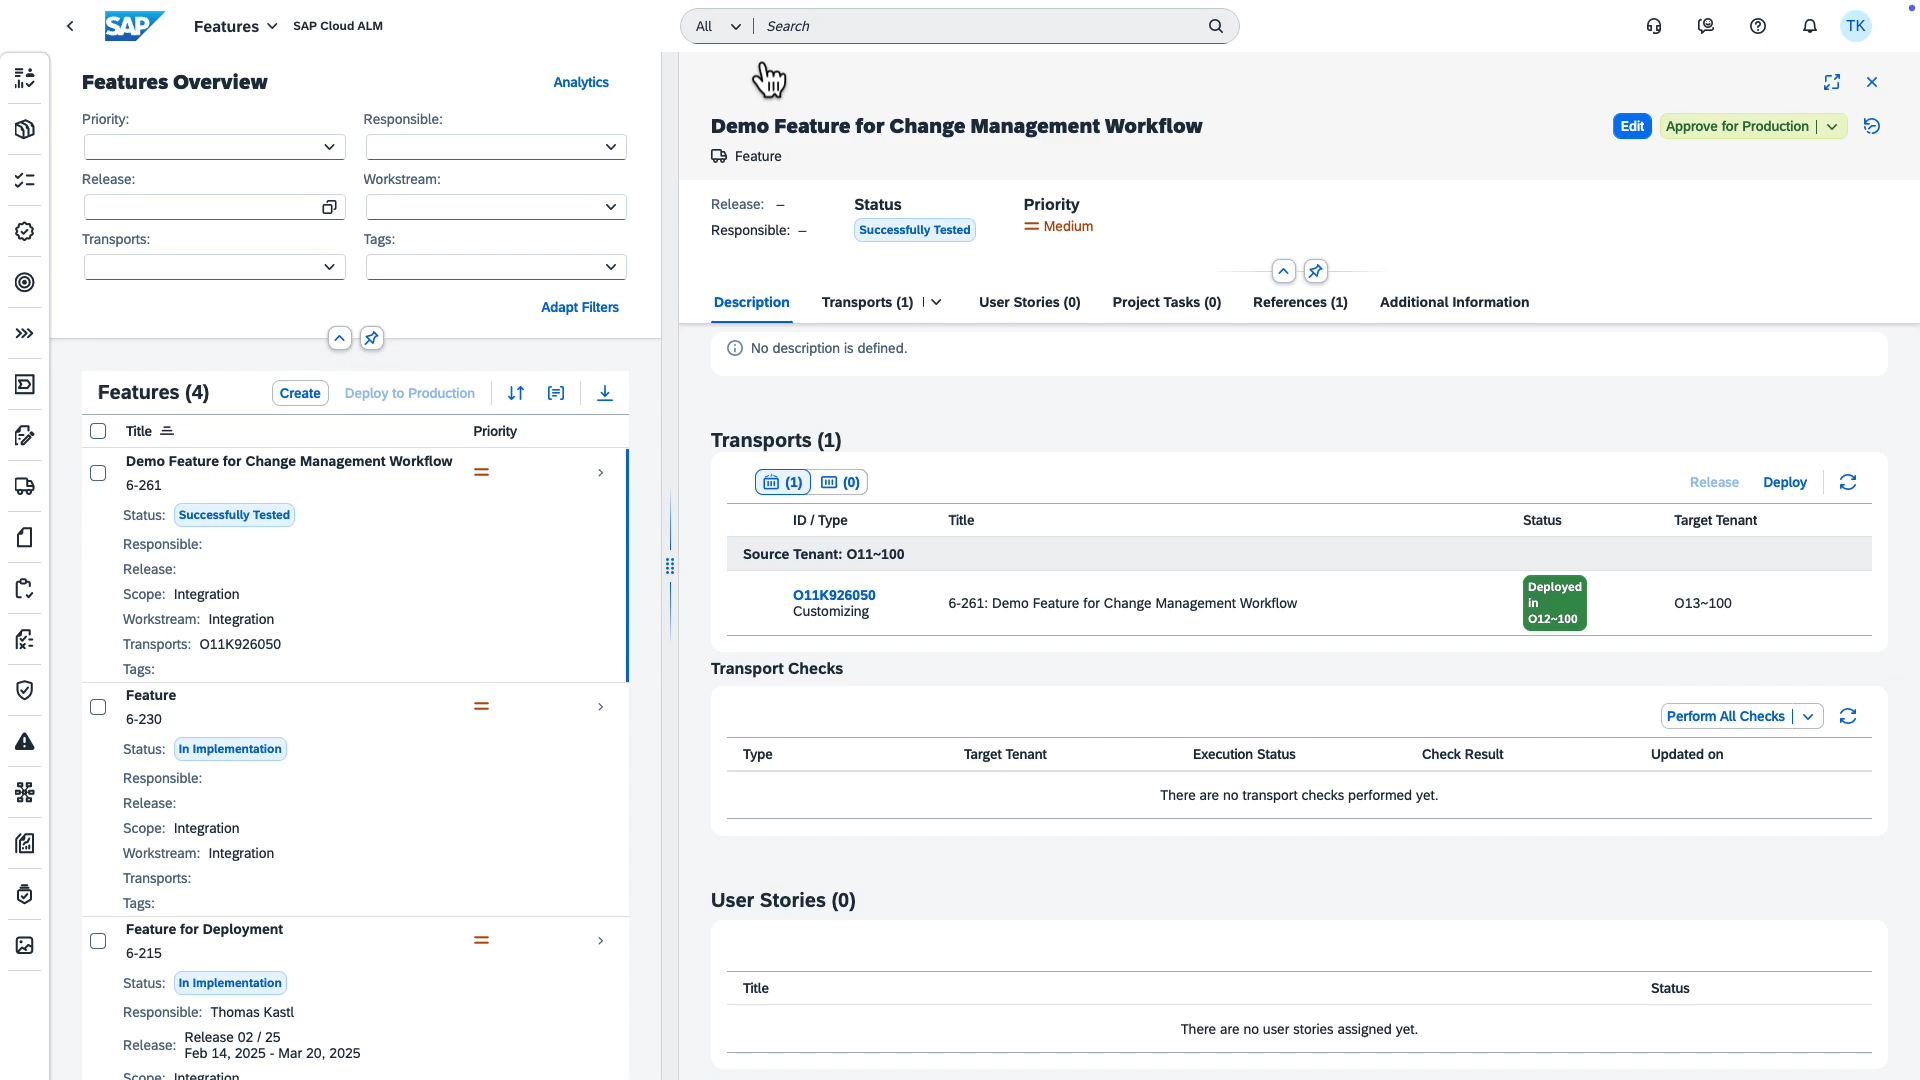 SAP
Features
SAP Cloud ALM
All
Search
TK
Features Overview
Analytics
Priority:
Responsible:
Release:
Workstream:
Transports:
Tags:
Adapt Filters
Features (4)
Create
Deploy to Production
Title
Priority
Demo Feature for Change Management Workflow
6-261
Status: Successfully Tested
Responsible:
Release:
Scope: Integration
Workstream: Integration
Transports: O11K926050
Tags:
Feature
6-230
Status: In Implementation
Responsible:
Release:
Scope: Integration
Workstream: Integration
Transports:
Tags:
Feature for Deployment
6-215
Status: In Implementation
Responsible: Thomas Kastl
Release: Release 02 / 25
Feb 14, 2025 - Mar 20, 2025
Scope: Integration
Demo Feature for Change Management Workflow
Edit
Approve for Production
Feature
Release: –
Responsible: –
Status
Successfully Tested
Priority
Medium
Description
Transports (1)
User Stories (0)
Project Tasks (0)
References (1)
Additional Information
No description is defined.
Transports (1)
(1)
(0)
Release
Deploy
ID / Type
Title
Status
Target Tenant
Source Tenant: O11~100
O11K926050
Customizing
6-261: Demo Feature for Change Management Workflow
Deployed
in
O12~100
O13~100
Transport Checks
Perform All Checks
Type
Target Tenant
Execution Status
Check Result
Updated on
There are no transport checks performed yet.
User Stories (0)
Title
Status
There are no user stories assigned yet.